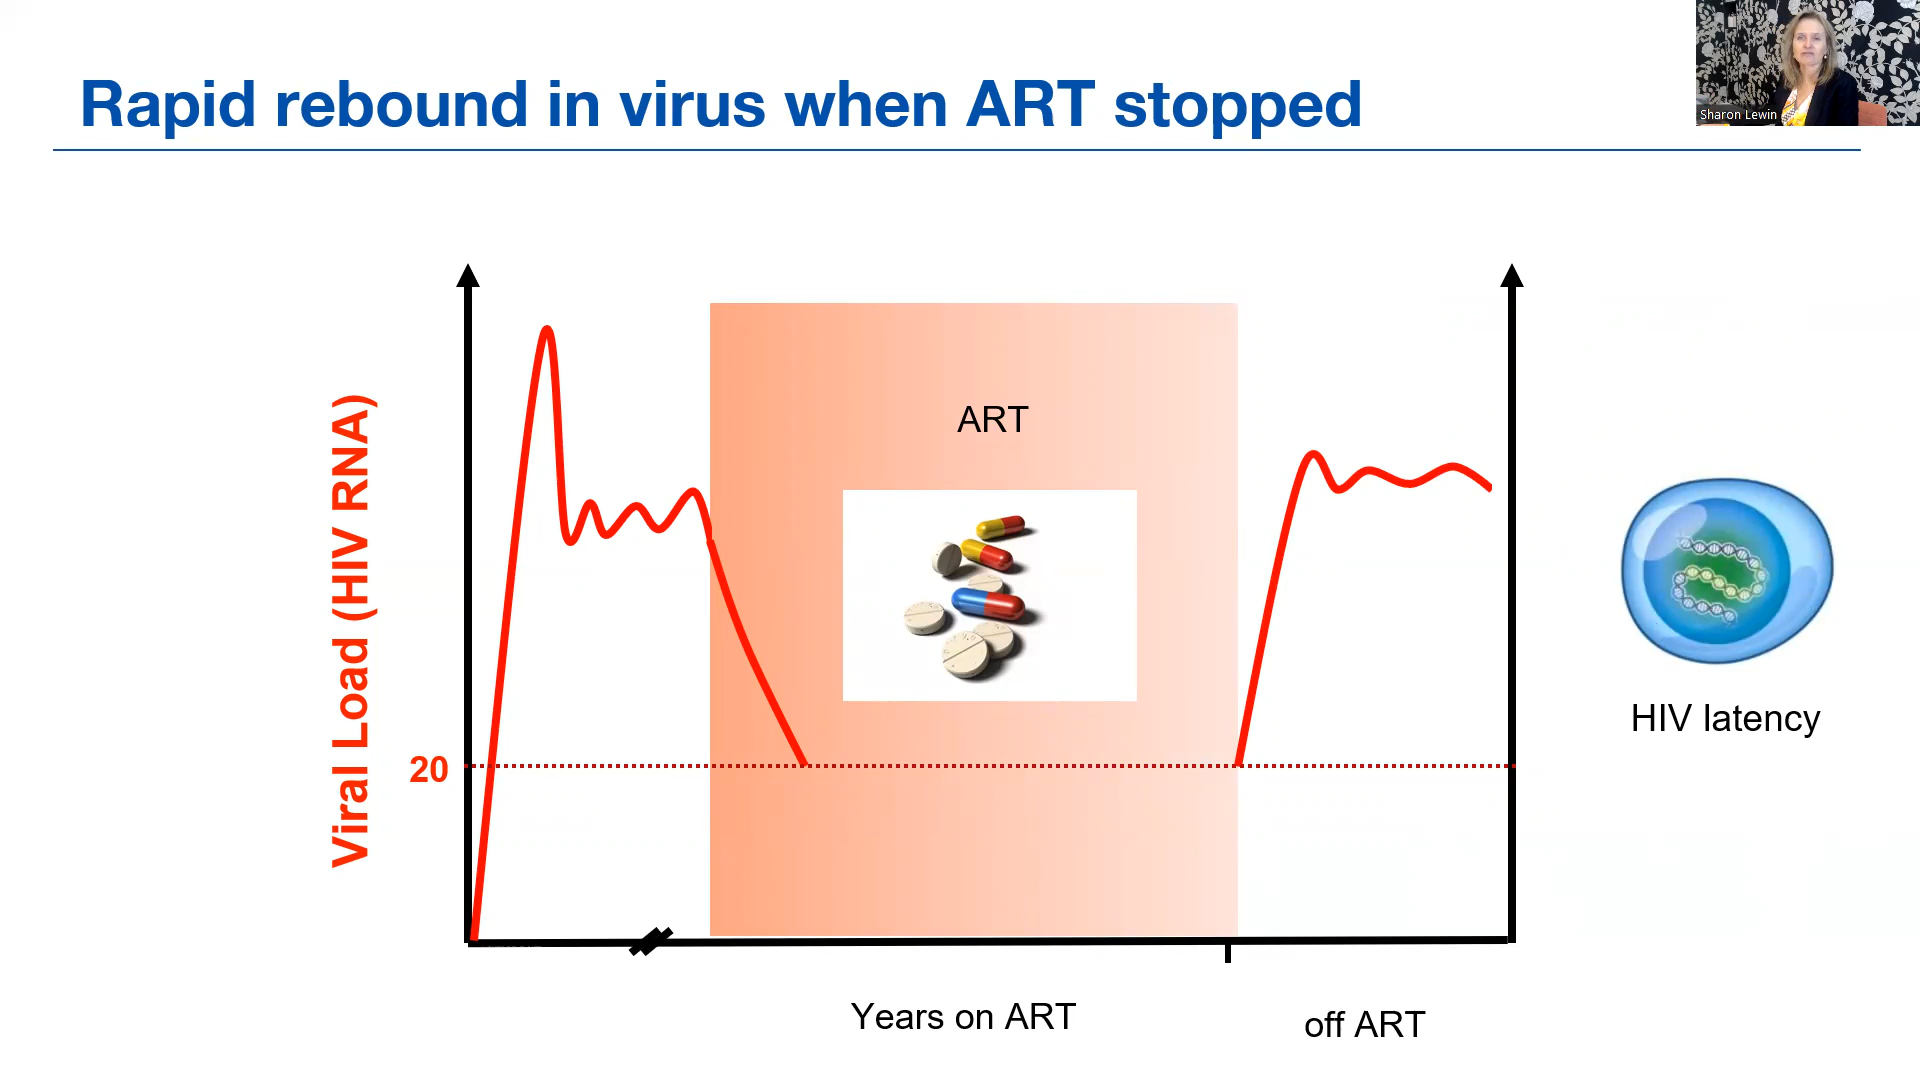 Rapid rebound in virus when ART stopped
Sharon Lewin
ART
Viral Load (HIV RNA)
20
HIV latency
Years on ART
off ART